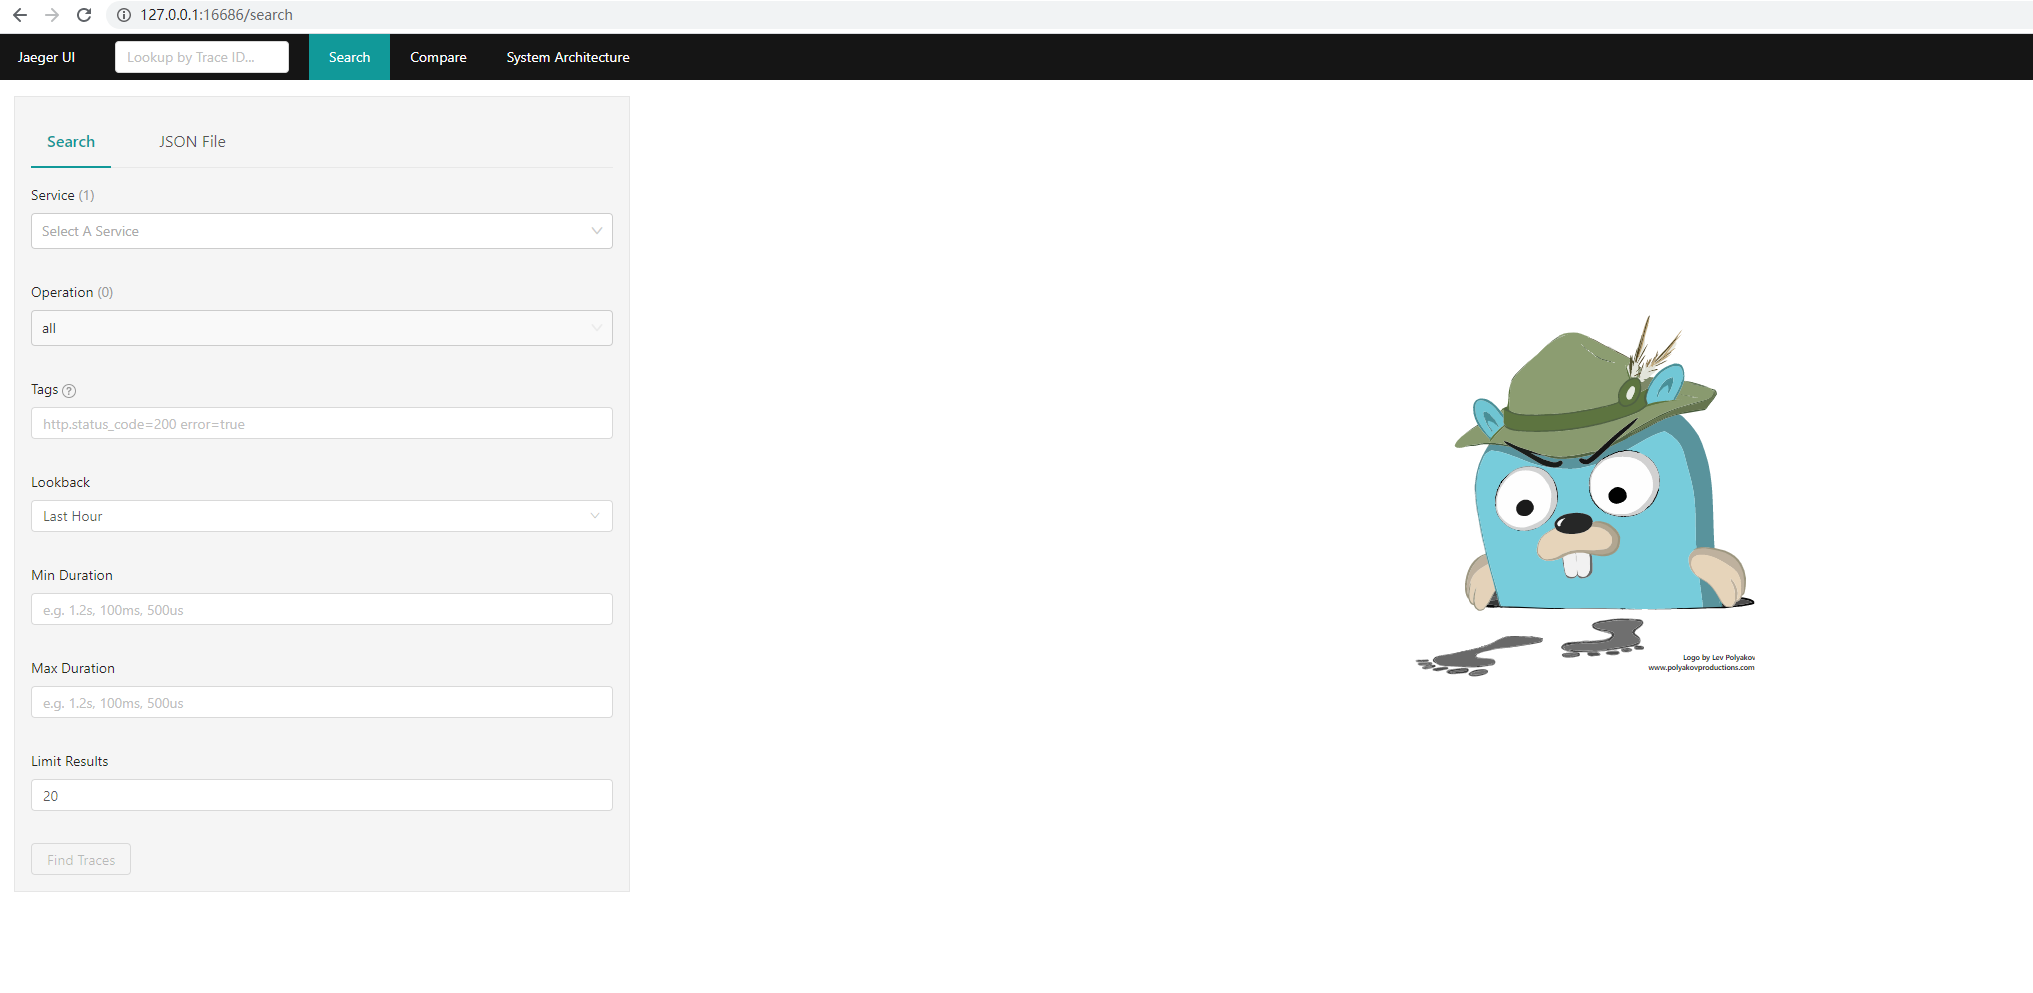 127.0.0.1:16686/search
Jaeger UI
Lookup by Trace ID...
Search
Compare
System Architecture
Search
JSON File
Service (1)
Select A Service
Operation (0)
all
Tags ?
http.status_code=200 error=true
Lookback
Last Hour
Min Duration
e.g. 1.2s, 100ms, 500us
Max Duration
e.g. 1.2s, 100ms, 500us
Limit Results
20
Find Traces
Logo by Lev Polyakov
www.polyakovproductions.com